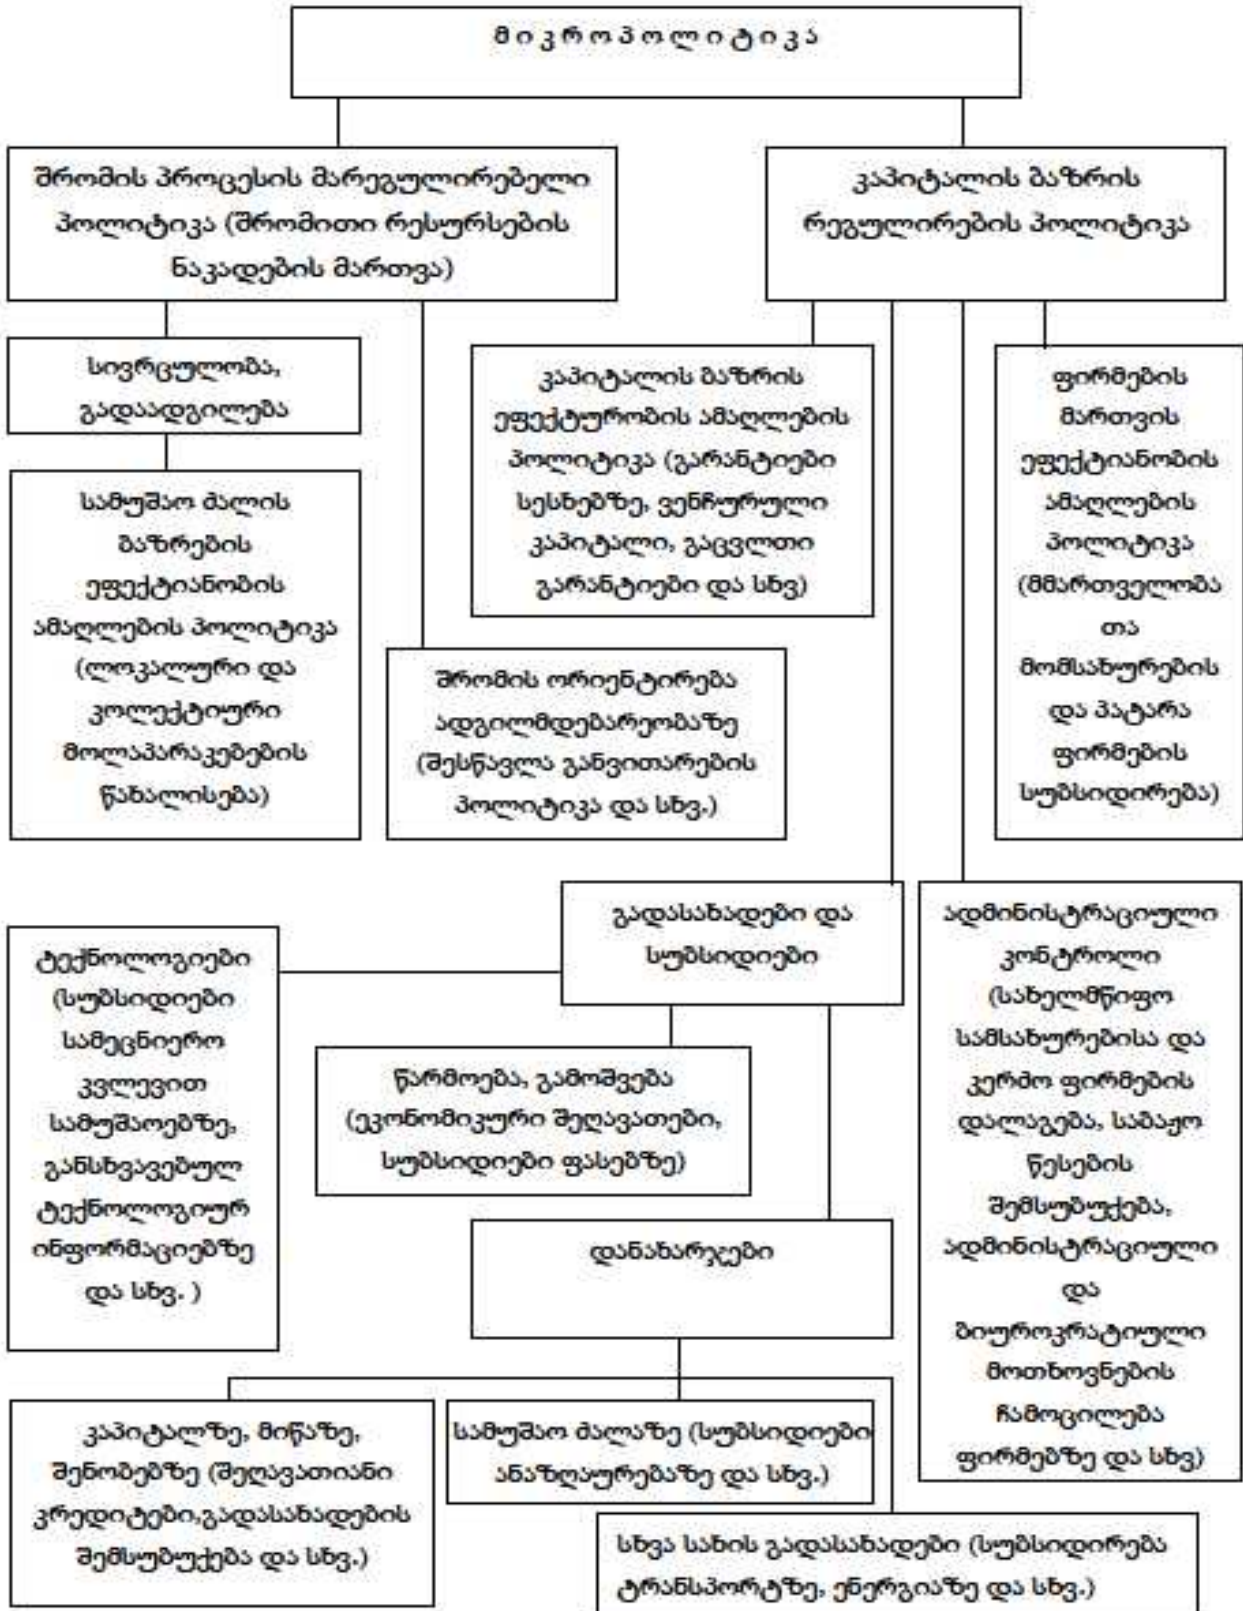 მ ი კ რ ო პ ო ლ ი ტ ი კ ა
შრომის პროცესის მარეგულირებელი
პოლიტიკა (შრომითი რესურსების
ნაკადების მართვა)
კაპიტალის ბაზრის
რეგულირების პოლიტიკა
სივრცულობა,
გადაადგილება
სამუშაო ძალის
ბაზრების
ეფექტიანობის
ამაღლების პოლიტიკა
(ლოკალური და
კოლექტიური
მოლაპარაკებების
წახალისება)
კაპიტალის ბაზრის
ეფექტურობის ამაღლების
პოლიტიკა (გარანტიები
სესხებზე, ვენჩურული
კაპიტალი, გაცვლთი
გარანტიები და სხვ)
ფირმების
მართვის
ეფექტიანობის
ამაღლების
პოლიტიკა
(მმართველობა
თა
მომსახურების
და პატარა
ფირმების
სუბსიდირება)
შრომის ორიენტირება
ადგილმდებარეობაზე
(შესწავლა განვითარების
პოლიტიკა და სხვ.)
გადასახადები და
სუბსიდიები
ადმინისტრაციული
კონტროლი
(სახელმწიფო
სამსახურებისა და
კერძო ფირმების
დალაგება, საბაჟო
წესების
შემსუბუქება,
ადმინისტრაციული
და
ბიუროკრატიული
მოთხოვნების
ჩამოცილება
ფირმებზე და სხვ)
ტექნოლოგიები
(სუბსიდიები
სამეცნიერო
კვლევით
სამუშაოებზე,
განსხვავებულ
ტექნოლოგიურ
ინფორმაციებზე
და სხვ. )
წარმოება, გამოშვება
(ეკონომიკური შეღავათები,
სუბსიდიები ფასებზე)
დანახარჯები
კაპიტალზე, მიწაზე,
შენობებზე (შეღავათიანი
კრედიტები,გადასახადების
შემსუბუქება და სხვ.)
სამუშაო ძალაზე (სუბსიდიები
ანაზღაურებაზე და სხვ.)
სხვა სახის გადასახადები (სუბსიდირება
ტრანსპორტზე, ენერგიაზე და სხვ.)